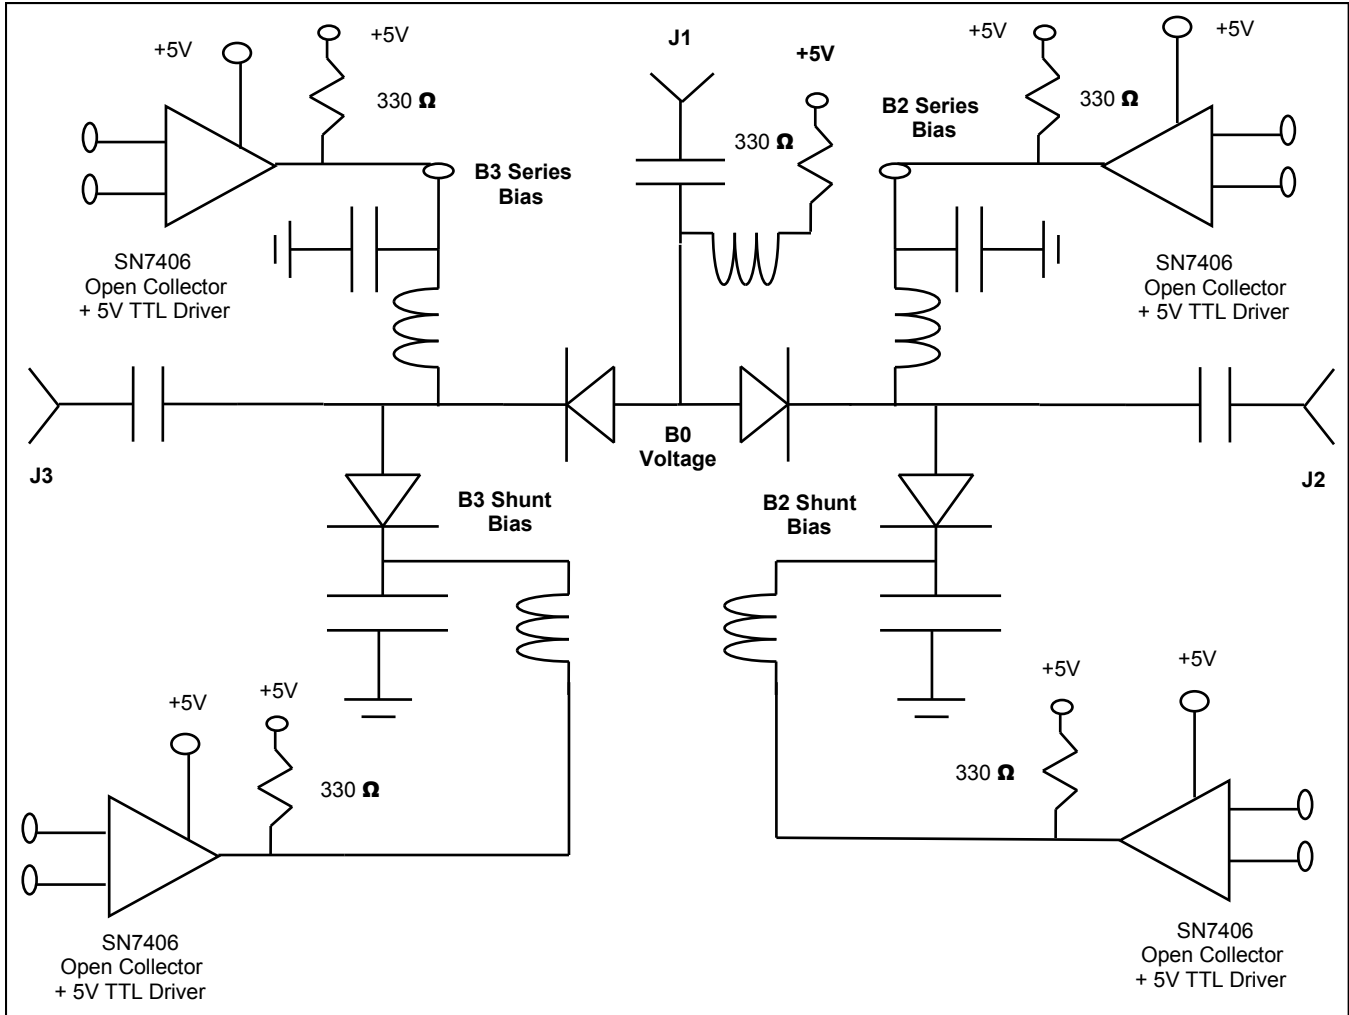 +5V
+5V
J1
+5V
+5V
+5V
330 Ω
330 Ω
B2 Series
Bias
330 Ω
B3 Series
Bias
SN7406
Open Collector
+ 5V TTL Driver
SN7406
Open Collector
+ 5V TTL Driver
B0
Voltage
J3
J2
B3 Shunt
Bias
B2 Shunt
Bias
+5V
+5V
330 Ω
+5V
+5V
330 Ω
SN7406
Open Collector
+ 5V TTL Driver
SN7406
Open Collector
+ 5V TTL Driver